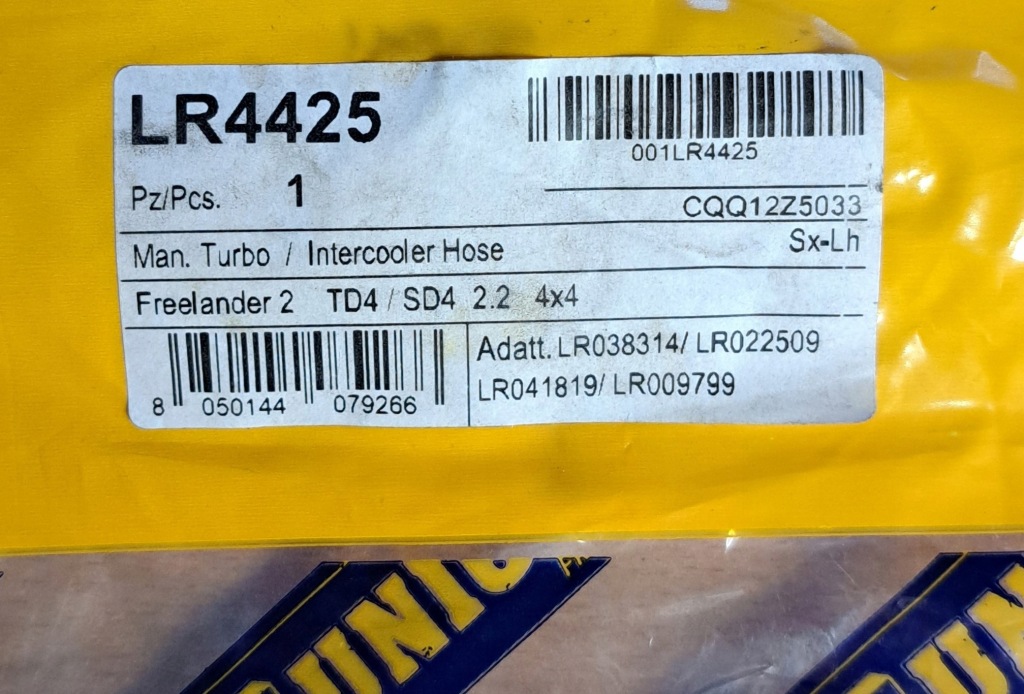 LR4425
001LR4425
Pz/Pcs. 1
CQQ12Z5033
Man. Turbo / Intercooler Hose
Sx-Lh
Freelander 2 TD4 / SD4 2.2 4x4
Adatt. LR038314/ LR022509
LR041819/ LR009799
8 050144 079266